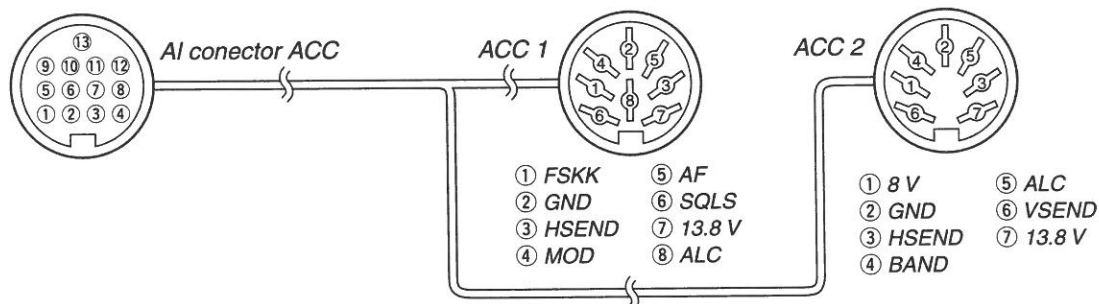 ⑬
⑨ ⑩ ⑪ ⑫
⑤ ⑥ ⑦ ⑧
① ② ③ ④
Al conector ACC
ACC 1
② 
④ ⑤
① ⑧ ③
⑥ ⑦
① FSKK
② GND
③ HSEND
④ MOD
⑤ AF
⑥ SQLS
⑦ 13.8 V
⑧ ALC
ACC 2
②
④ ⑤
① ③
⑥ ⑦
① 8 V
② GND
③ HSEND
④ BAND
⑤ ALC
⑥ VSEND
⑦ 13.8 V